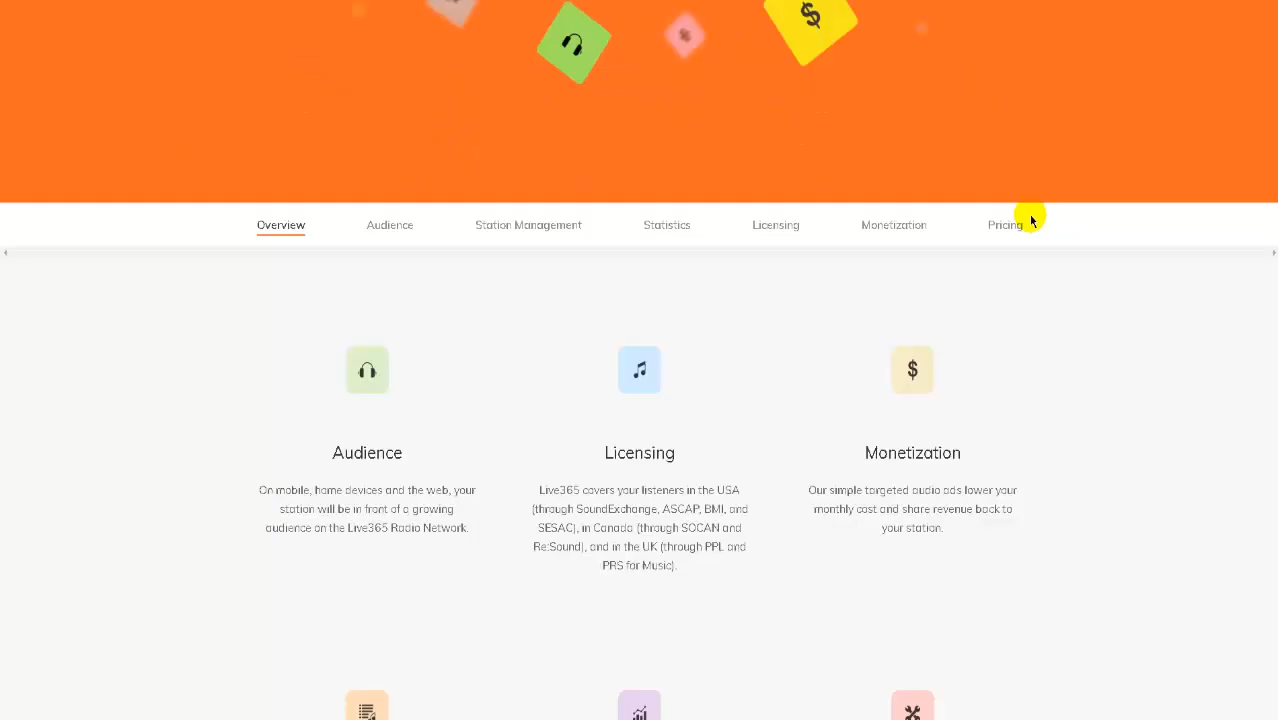 Overview Audience Station Management Statistics Licensing Monetization Pricing
Audience
On mobile, home devices and the web, your
station will be in front of a growing
audience on the Live365 Radio Network.
Licensing
Live365 covers your listeners in the USA
(through SoundExchange, ASCAP, BMI, and
SESAC), in Canada (through SOCAN and
Re:Sound), and in the UK (through PPL and
PRS for Music).
Monetization
Our simple targeted audio ads lower your
monthly cost and share revenue back to
your station.